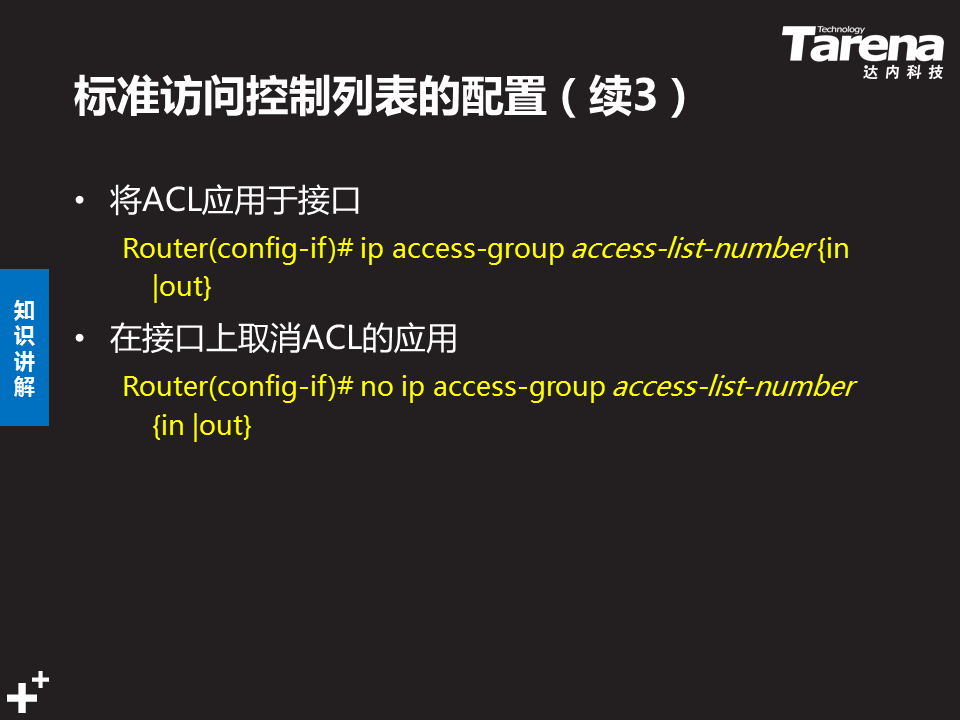 Technology
Tarena
达内科技
标准访问控制列表的配置（续3）
• 将ACL应用于接口
Router(config-if)# ip access-group access-list-number {in
|out}
• 在接口上取消ACL的应用
Router(config-if)# no ip access-group access-list-number
{in |out}
知
识
讲
解